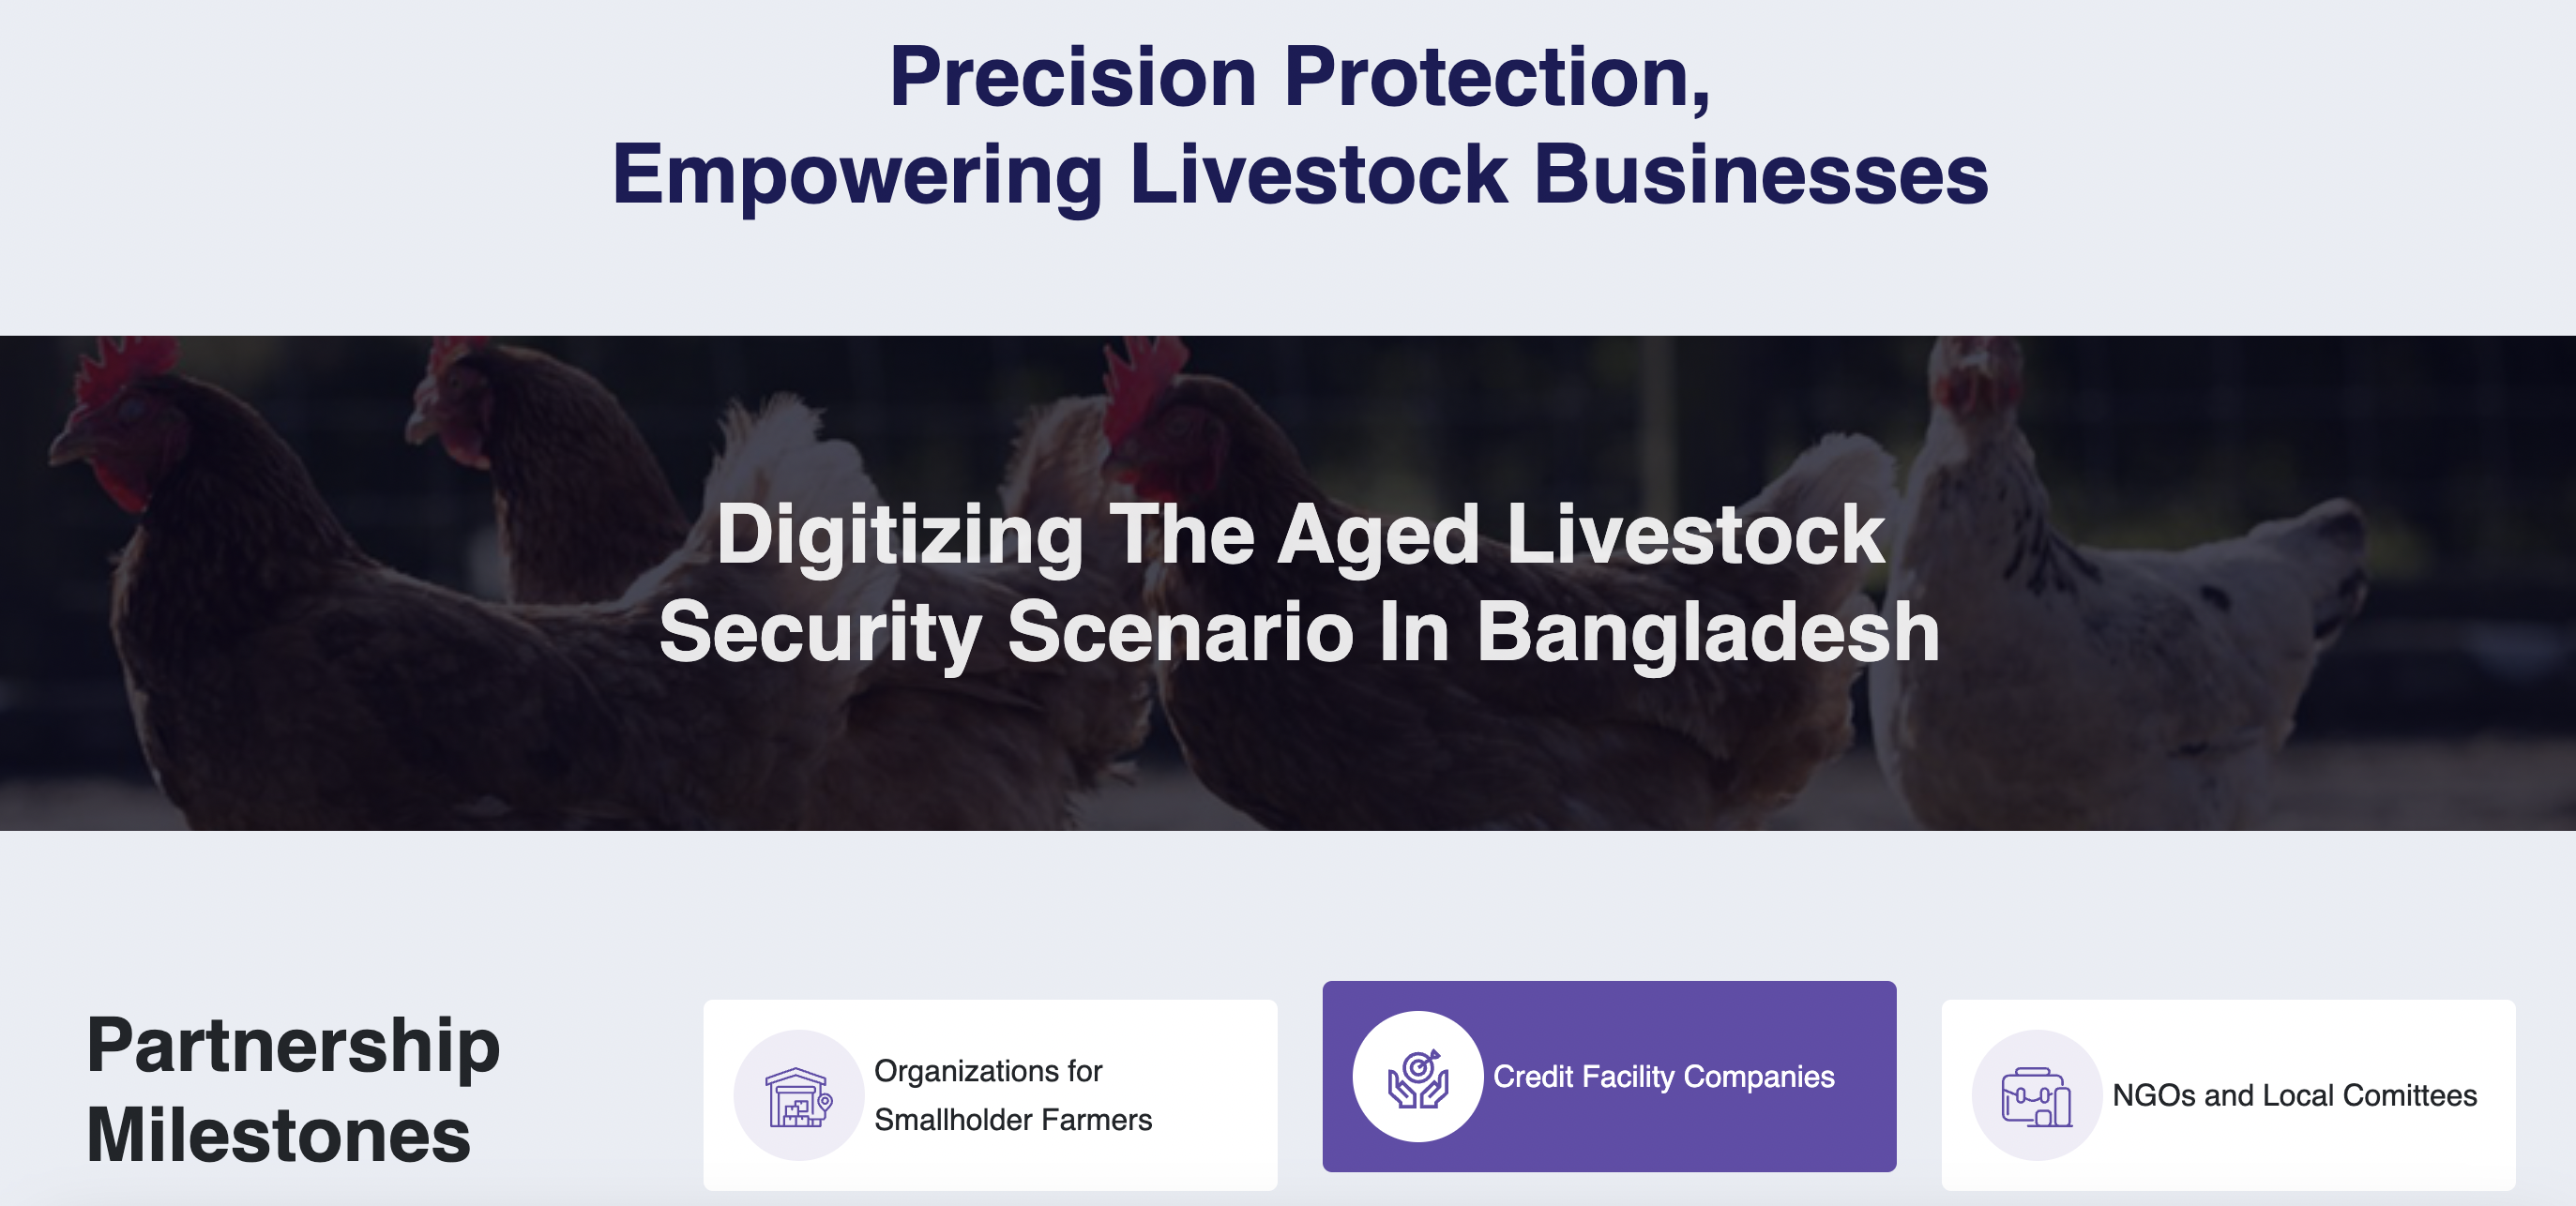 Precision Protection,
Empowering Livestock Businesses
Digitizing The Aged Livestock
Security Scenario In Bangladesh
Partnership
Milestones
Organizations for
Smallholder Farmers
Credit Facility Companies
NGOs and Local Comittees